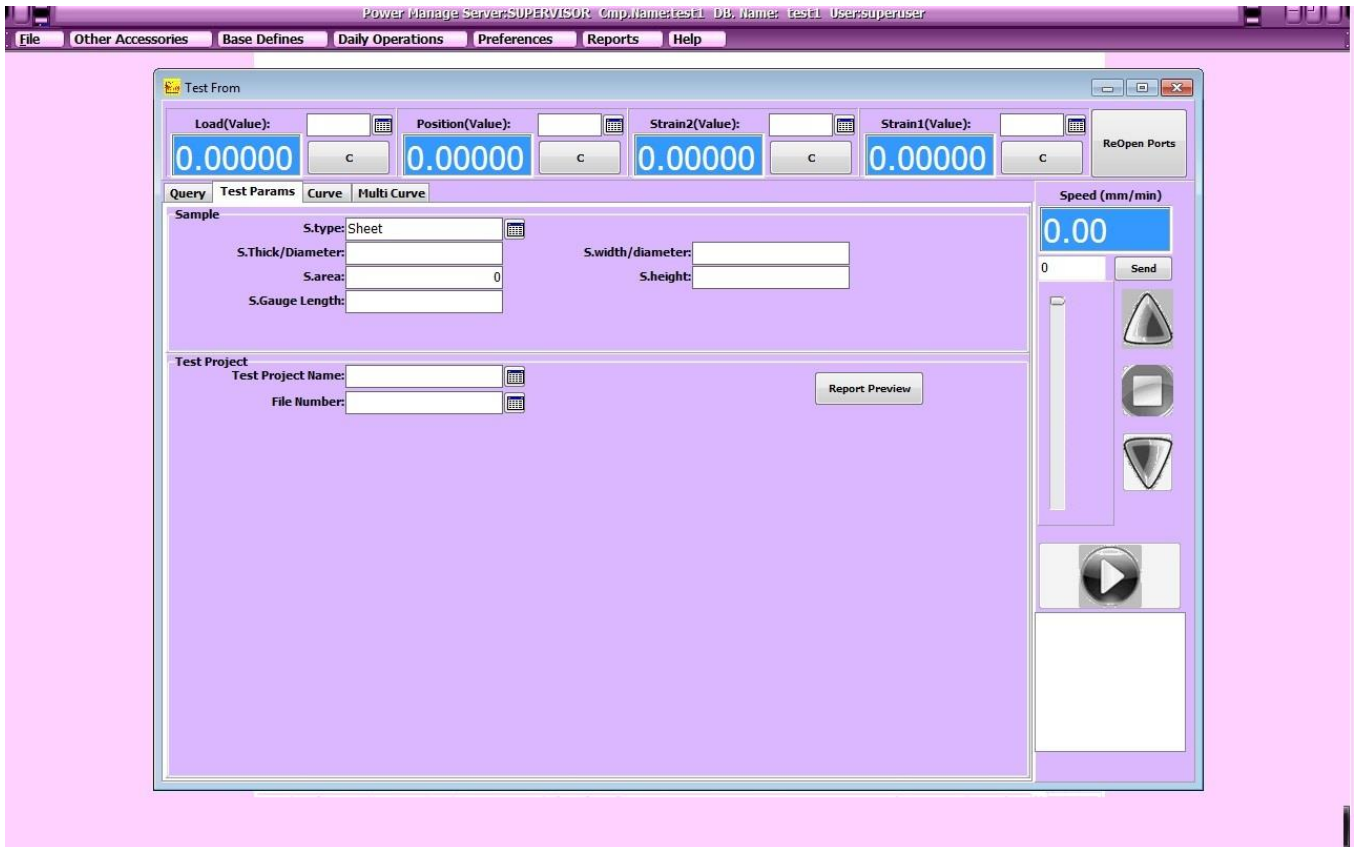 Power Manage Server:SUPERVISOR Cmp.Name:test1 DB. Name: test1 User:superuser
File Other Accessories Base Defines Daily Operations Preferences Reports Help
Test From
Load(Value): Position(Value): Strain2(Value): Strain1(Value):
0.00000 C 0.00000 C 0.00000 C 0.00000 C ReOpen Ports
Query Test Params Curve Multi Curve
Speed (mm/min)
0.00
0 Send
Sample
S.type: Sheet
S.Thick/Diameter: S.width/diameter:
S.area: 0 S.height:
S.Gauge Length:
Test Project
Test Project Name:
File Number:
Report Preview